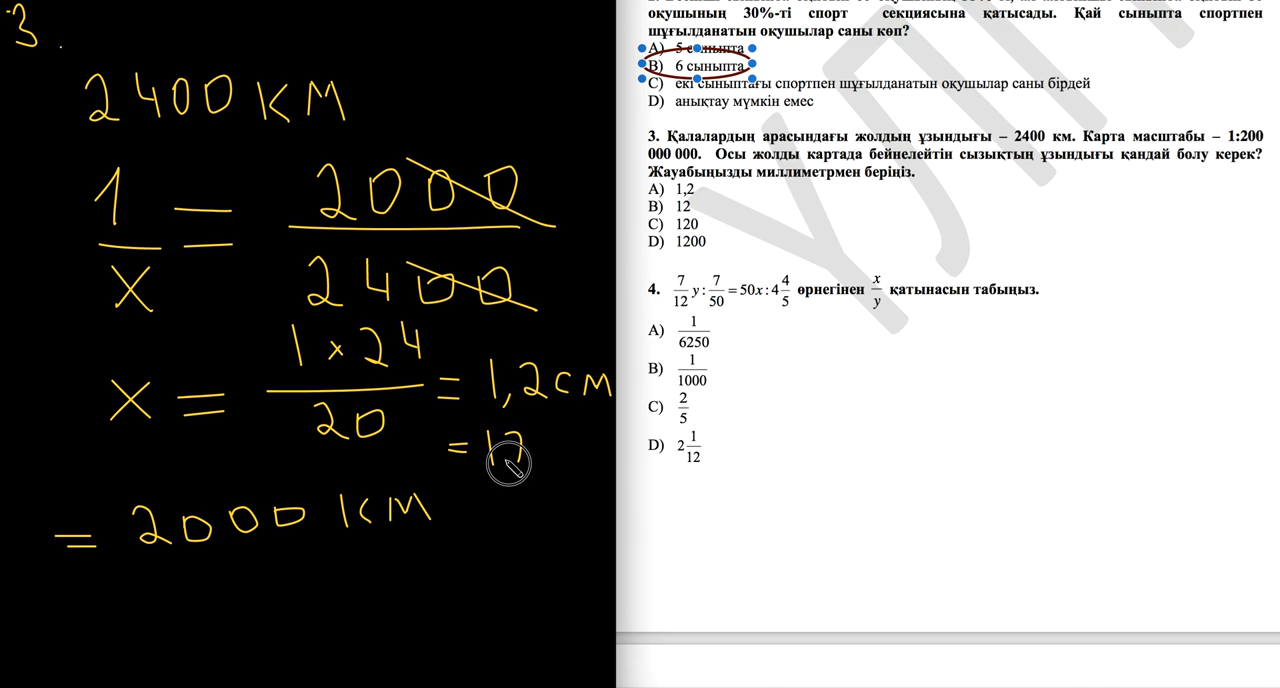 3.
2400 км
1/x = 2000/2400
x = 1 × 24/20 = 1,2 см
= 12
= 2000 км
оқушының 30%-ті спорт секциясына қатысады. Қай сыныпта спортпен
шұғылданатын оқушылар саны көп?
A) 5 сыныпта
B) 6 сыныпта
C) екі сыныптағы спортпен шұғылданатын оқушылар саны бірдей
D) анықтау мүмкін емес
3. Қалалардың арасындағы жолдың ұзындығы – 2400 км. Карта масштабы – 1:200
000 000. Осы жолды картада бейнелейтін сызықтың ұзындығы қандай болу керек?
Жауабыңызды миллиметрмен беріңіз.
A) 1,2
B) 12
C) 120
D) 1200
4. 7/12 y : 7/50 = 50x : 4 4/5 өрнегінен x/y қатынасын табыңыз.
A) 1/6250
B) 1/1000
C) 2/5
D) 2 1/12